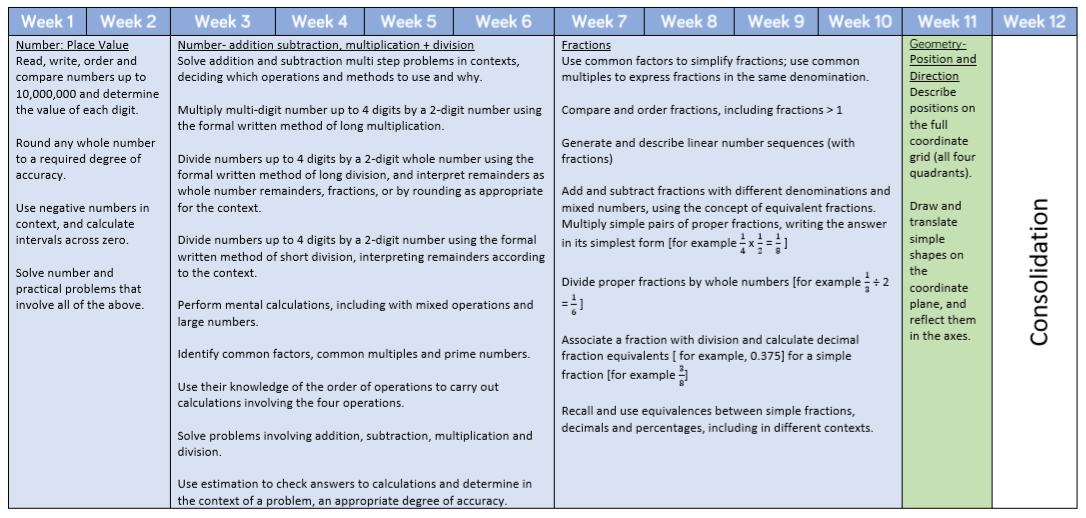 Week 1 Week 2 Week 3 Week 4 Week 5 Week 6 Week 7 Week 8 Week 9 Week 10 Week 11 Week 12
Number: Place Value
Read, write, order and
compare numbers up to
10,000,000 and determine
the value of each digit.
Round any whole number
to a required degree of
accuracy.
Use negative numbers in
context, and calculate
intervals across zero.
Solve number and
practical problems that
involve all of the above.
Number- addition subtraction, multiplication + division
Solve addition and subtraction multi step problems in contexts,
deciding which operations and methods to use and why.
Multiply multi-digit number up to 4 digits by a 2-digit number using
the formal written method of long multiplication.
Divide numbers up to 4 digits by a 2-digit whole number using the
formal written method of long division, and interpret remainders as
whole number remainders, fractions, or by rounding as appropriate
for the context.
Divide numbers up to 4 digits by a 2-digit number using the formal
written method of short division, interpreting remainders according
to the context.
Perform mental calculations, including with mixed operations and
large numbers.
Identify common factors, common multiples and prime numbers.
Use their knowledge of the order of operations to carry out
calculations involving the four operations.
Solve problems involving addition, subtraction, multiplication and
division.
Use estimation to check answers to calculations and determine in
the context of a problem, an appropriate degree of accuracy.
Fractions
Use common factors to simplify fractions; use common
multiples to express fractions in the same denomination.
Compare and order fractions, including fractions > 1
Generate and describe linear number sequences (with
fractions)
Add and subtract fractions with different denominations and
mixed numbers, using the concept of equivalent fractions.
Multiply simple pairs of proper fractions, writing the answer
in its simplest form [for example 1/4 x 1/2 = 1/8 ]
Divide proper fractions by whole numbers [for example 1/3 ÷ 2
= 1/6 ]
Associate a fraction with division and calculate decimal
fraction equivalents [ for example, 0.375] for a simple
fraction [for example 3/8]
Recall and use equivalences between simple fractions,
decimals and percentages, including in different contexts.
Geometry-
Position and
Direction
Describe
positions on
the full
coordinate
grid (all four
quadrants).
Draw and
translate
simple
shapes on
the
coordinate
plane, and
reflect them
in the axes.
Consolidation